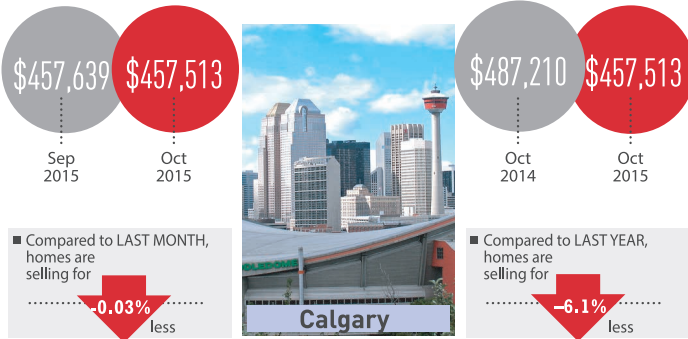 $457,639
$457,513
Sep
2015
Oct
2015
■ Compared to LAST MONTH,
homes are
selling for
-0.03%
less
Calgary
$487,210
$457,513
Oct
2014
Oct
2015
■ Compared to LAST YEAR,
homes are
selling for
–6.1%
less